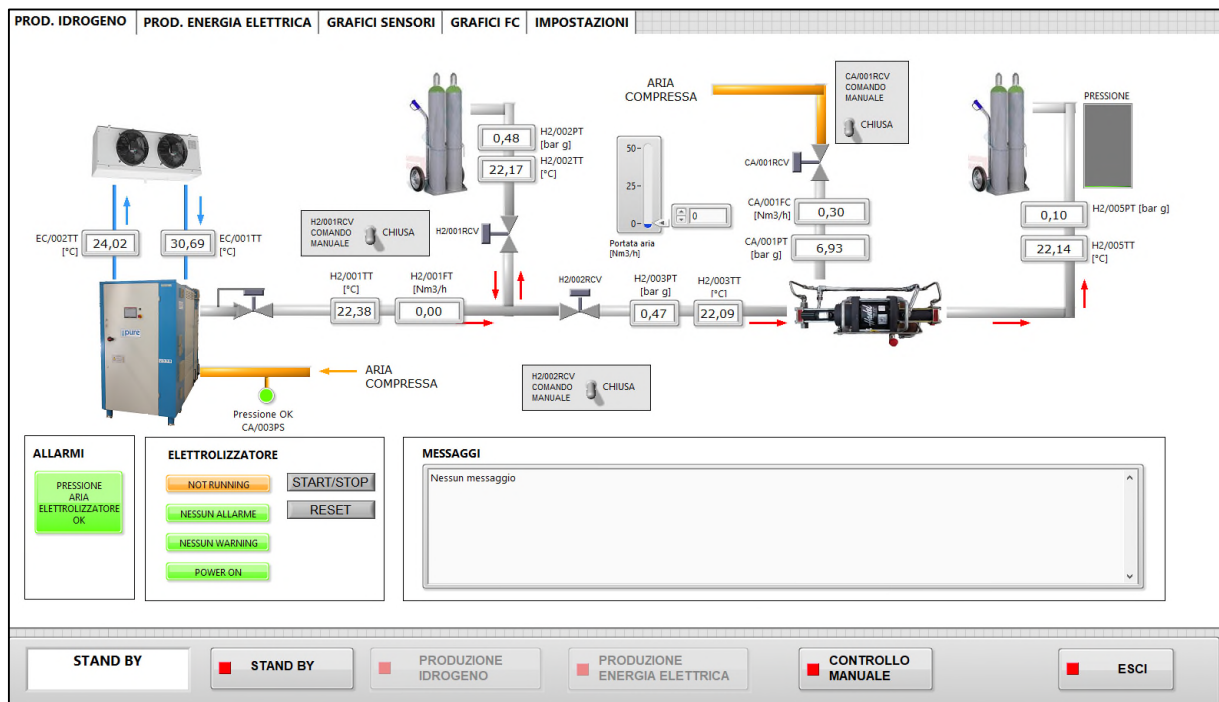 PROD. IDROGENO
PROD. ENERGIA ELETTRICA
GRAFICI SENSORI
GRAFICI FC
IMPOSTAZIONI
ARIA
COMPRESSA
CA/001RCV
COMANDO
MANUALE
CHIUSA
PRESSIONE
0,48
H2/002PT
[bar g]
22,17
H2/002TT
[°C]
50
25
0
0
Portata aria
[Nm3/h]
CA/001RCV
CA/001FC
[Nm3/h]
0,30
CA/001PT
[bar g]
6,93
0,10
H2/005PT [bar g]
22,14
H2/005TT
[°C]
H2/001RCV
COMANDO
MANUALE
CHIUSA
H2/001RCV
EC/002TT
[°C]
24,02
30,69
EC/001TT
[°C]
H2/001TT
[°C]
22,38
H2/001FT
[Nm3/h
0,00
H2/002RCV
H2/003PT
[bar g]
0,47
H2/003TT
[°C]
22,09
pure
ARIA
COMPRESSA
Pressione OK
CA/003PS
H2/002RCV
COMANDO
MANUALE
CHIUSA
ALLARMI
PRESSIONE
ARIA
ELETTROLIZZATORE
OK
ELETTROLIZZATORE
NOT RUNNING
START/STOP
NESSUN ALLARME
RESET
NESSUN WARNING
POWER ON
MESSAGGI
Nessun messaggio
STAND BY
STAND BY
PRODUZIONE
IDROGENO
PRODUZIONE
ENERGIA ELETTRICA
CONTROLLO
MANUALE
ESCI